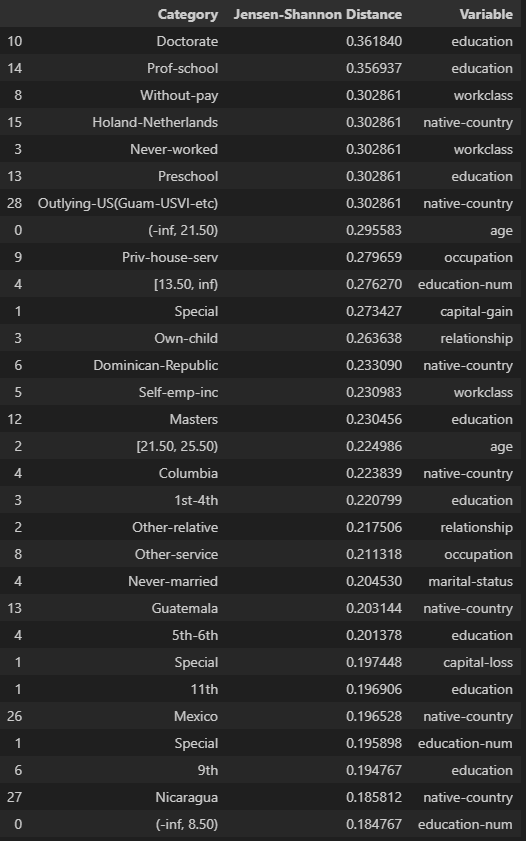 Category Jensen-Shannon Distance Variable
10 Doctorate 0.361840 education
14 Prof-school 0.356937 education
8 Without-pay 0.302861 workclass
15 Holand-Netherlands 0.302861 native-country
3 Never-worked 0.302861 workclass
13 Preschool 0.302861 education
28 Outlying-US(Guam-USVI-etc) 0.302861 native-country
0 (-inf, 21.50) 0.295583 age
9 Priv-house-serv 0.279659 occupation
4 [13.50, inf) 0.276270 education-num
1 Special 0.273427 capital-gain
3 Own-child 0.263638 relationship
6 Dominican-Republic 0.233090 native-country
5 Self-emp-inc 0.230983 workclass
12 Masters 0.230456 education
2 [21.50, 25.50) 0.224986 age
4 Columbia 0.223839 native-country
3 1st-4th 0.220799 education
2 Other-relative 0.217506 relationship
8 Other-service 0.211318 occupation
4 Never-married 0.204530 marital-status
13 Guatemala 0.203144 native-country
4 5th-6th 0.201378 education
1 Special 0.197448 capital-loss
1 11th 0.196906 education
26 Mexico 0.196528 native-country
1 Special 0.195898 education-num
6 9th 0.194767 education
27 Nicaragua 0.185812 native-country
0 (-inf, 8.50) 0.184767 education-num